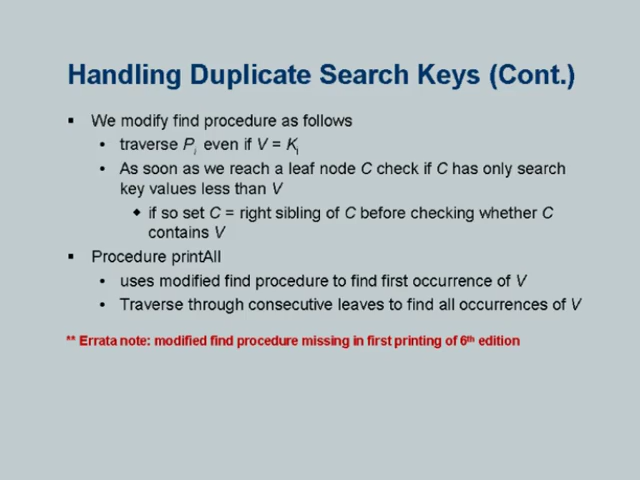 Handling Duplicate Search Keys (Cont.)
▪ We modify find procedure as follows
• traverse Pi even if V = Ki
• As soon as we reach a leaf node C check if C has only search
key values less than V
◆ if so set C = right sibling of C before checking whether C
contains V
▪ Procedure printAll
• uses modified find procedure to find first occurrence of V
• Traverse through consecutive leaves to find all occurrences of V
** Errata note: modified find procedure missing in first printing of 6th edition